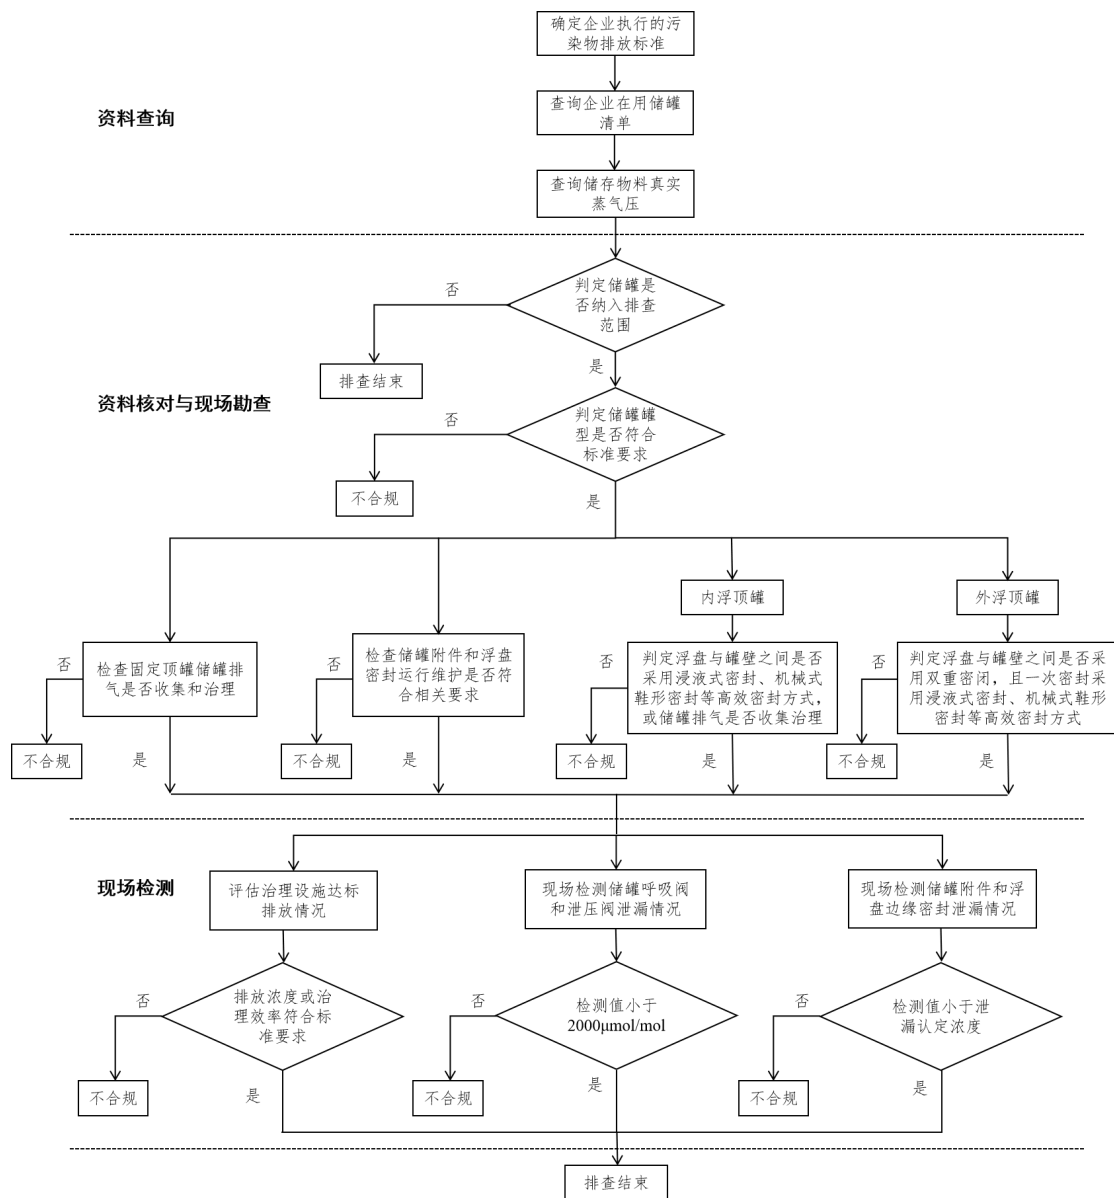 确定企业执行的污
染物排放标准
资料查询
查询企业在用储罐
清单
查询储存物料真实
蒸气压
否
判定储罐是
否纳入排查
范围
是
排查结束
资料核对与现场勘查
否
判定储罐罐
型是否符合
标准要求
不合规
是
内浮顶罐
外浮顶罐
否
检查固定顶罐储罐排
气是否收集和治理
不合规
是
否
检查储罐附件和浮盘
密封运行维护是否符
合相关要求
不合规
是
否
判定浮盘与罐壁之间是否
采用浸液式密封、机械式
鞋形密封等高效密封方式，
或储罐排气是否收集治理
不合规
是
否
判定浮盘与罐壁之间是否采
用双重密闭，且一次密封采
用浸液式密封、机械式鞋形
密封等高效密封方式
不合规
是
现场检测
评估治理设施达标
排放情况
现场检测储罐呼吸阀
和泄压阀泄漏情况
现场检测储罐附件和浮
盘边缘密封泄漏情况
否
排放浓度或治
理效率符合标
准要求
不合规
是
否
检测值小于
2000μmol/mol
不合规
是
否
检测值小于泄
漏认定浓度
不合规
是
排查结束